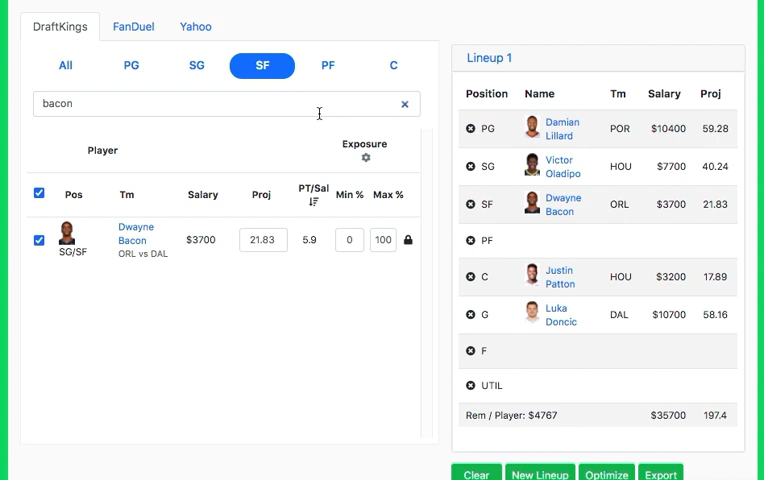 DraftKings FanDuel Yahoo
All PG SG SF PF C
bacon
Player Exposure
Pos Tm Salary Proj PT/Sal Min % Max %
SG/SF Dwayne Bacon ORL vs DAL $3700 21.83 5.9 0 100
Lineup 1
Position Name Tm Salary Proj
PG Damian Lillard POR $10400 59.28
SG Victor Oladipo HOU $7700 40.24
SF Dwayne Bacon ORL $3700 21.83
PF
C Justin Patton HOU $3200 17.89
G Luka Doncic DAL $10700 58.16
F
UTIL
Rem / Player: $4767 $35700 197.4
Clear New Lineup Optimize Export